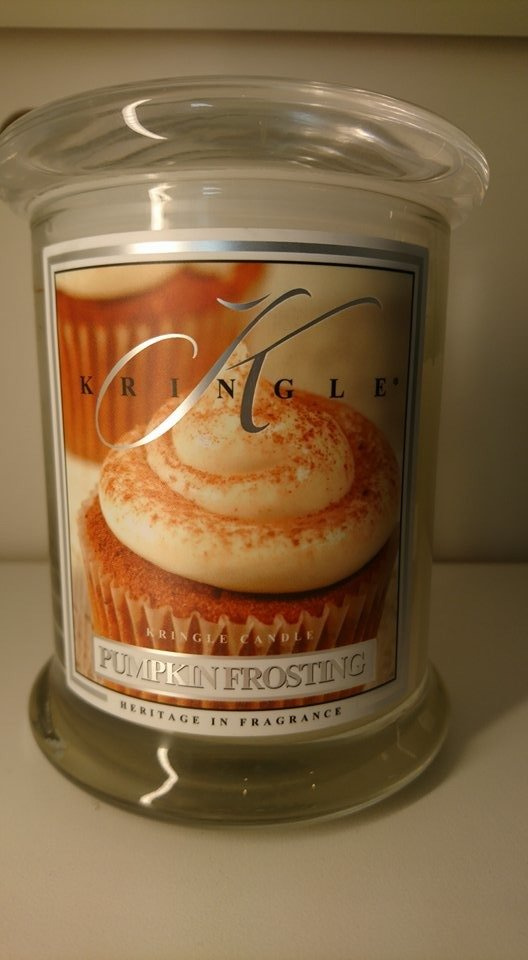 K
KRINGLE®
KRINGLE CANDLE
PUMPKIN FROSTING
HERITAGE IN FRAGRANCE